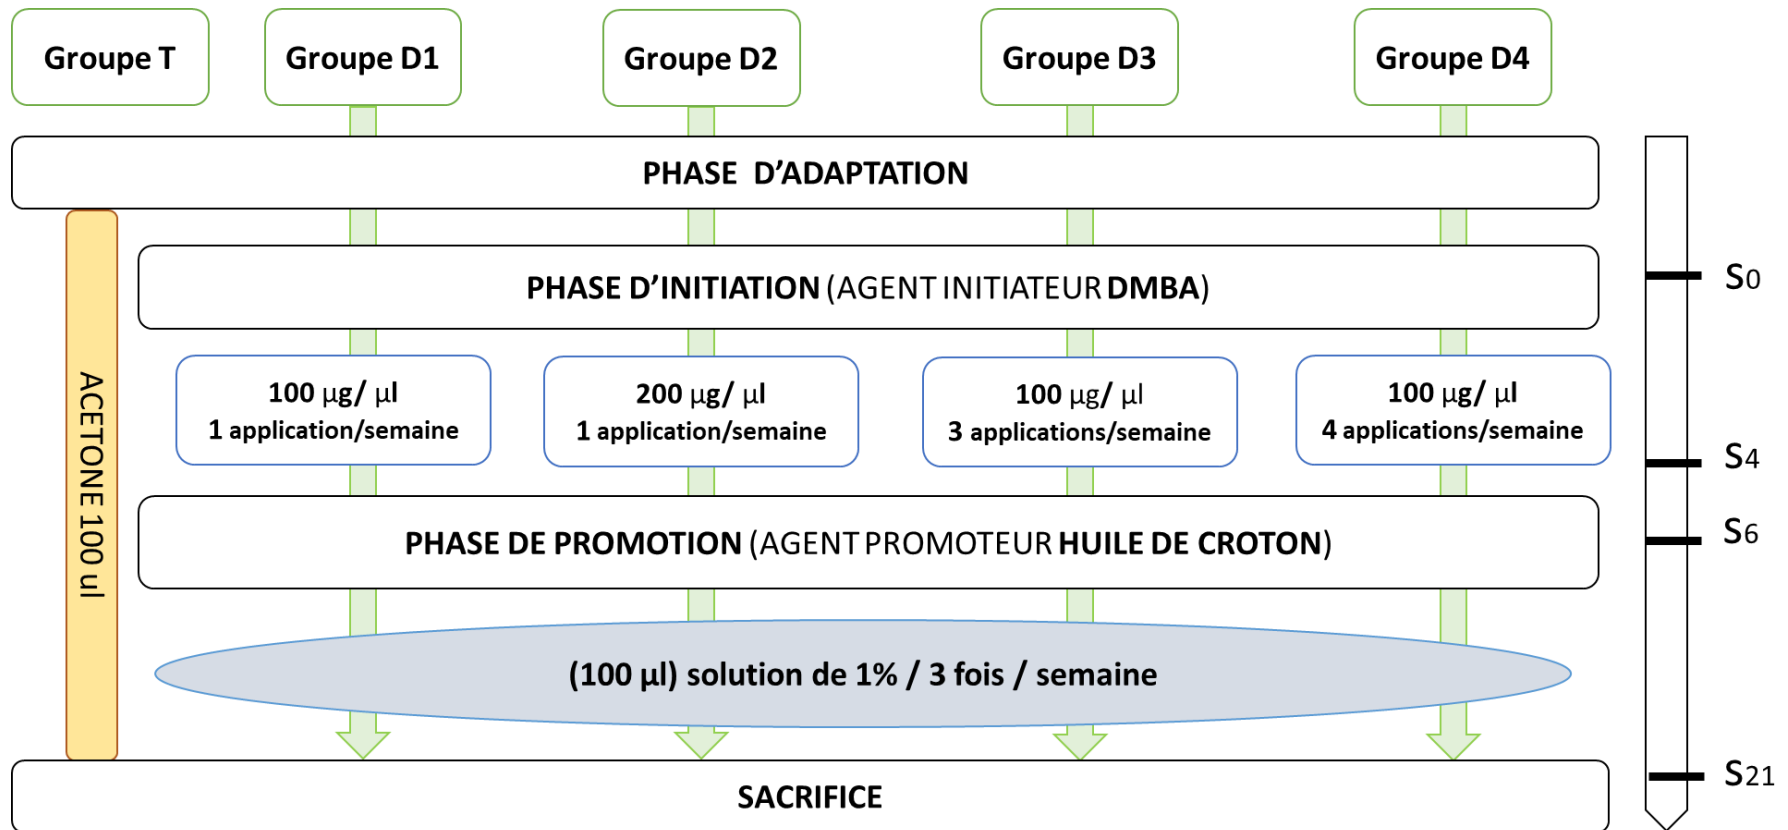 Groupe T
Groupe D1
Groupe D2
Groupe D3
Groupe D4
PHASE D’ADAPTATION
PHASE D’INITIATION (AGENT INITIATEUR DMBA)
S0
ACETONE 100 ul
100 µg/ µl
1 application/semaine
200 µg/ µl
1 application/semaine
100 µg/ µl
3 applications/semaine
100 µg/ µl
4 applications/semaine
S4
PHASE DE PROMOTION (AGENT PROMOTEUR HUILE DE CROTON)
S6
(100 µl) solution de 1% / 3 fois / semaine
SACRIFICE
S21